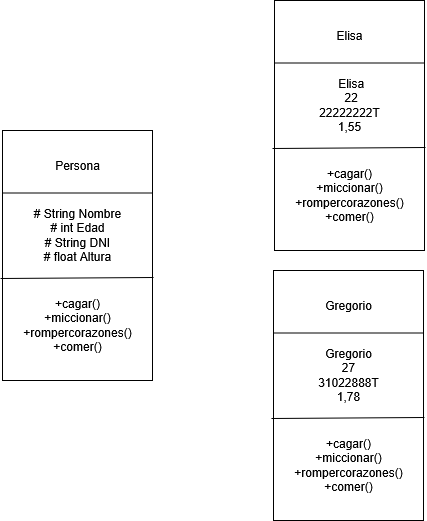 Persona
# String Nombre
# int Edad
# String DNI
# float Altura
+cagar()
+miccionar()
+rompercorazones()
+comer()
Elisa
Elisa
22
22222222T
1,55
+cagar()
+miccionar()
+rompercorazones()
+comer()
Gregorio
Gregorio
27
31022888T
1,78
+cagar()
+miccionar()
+rompercorazones()
+comer()